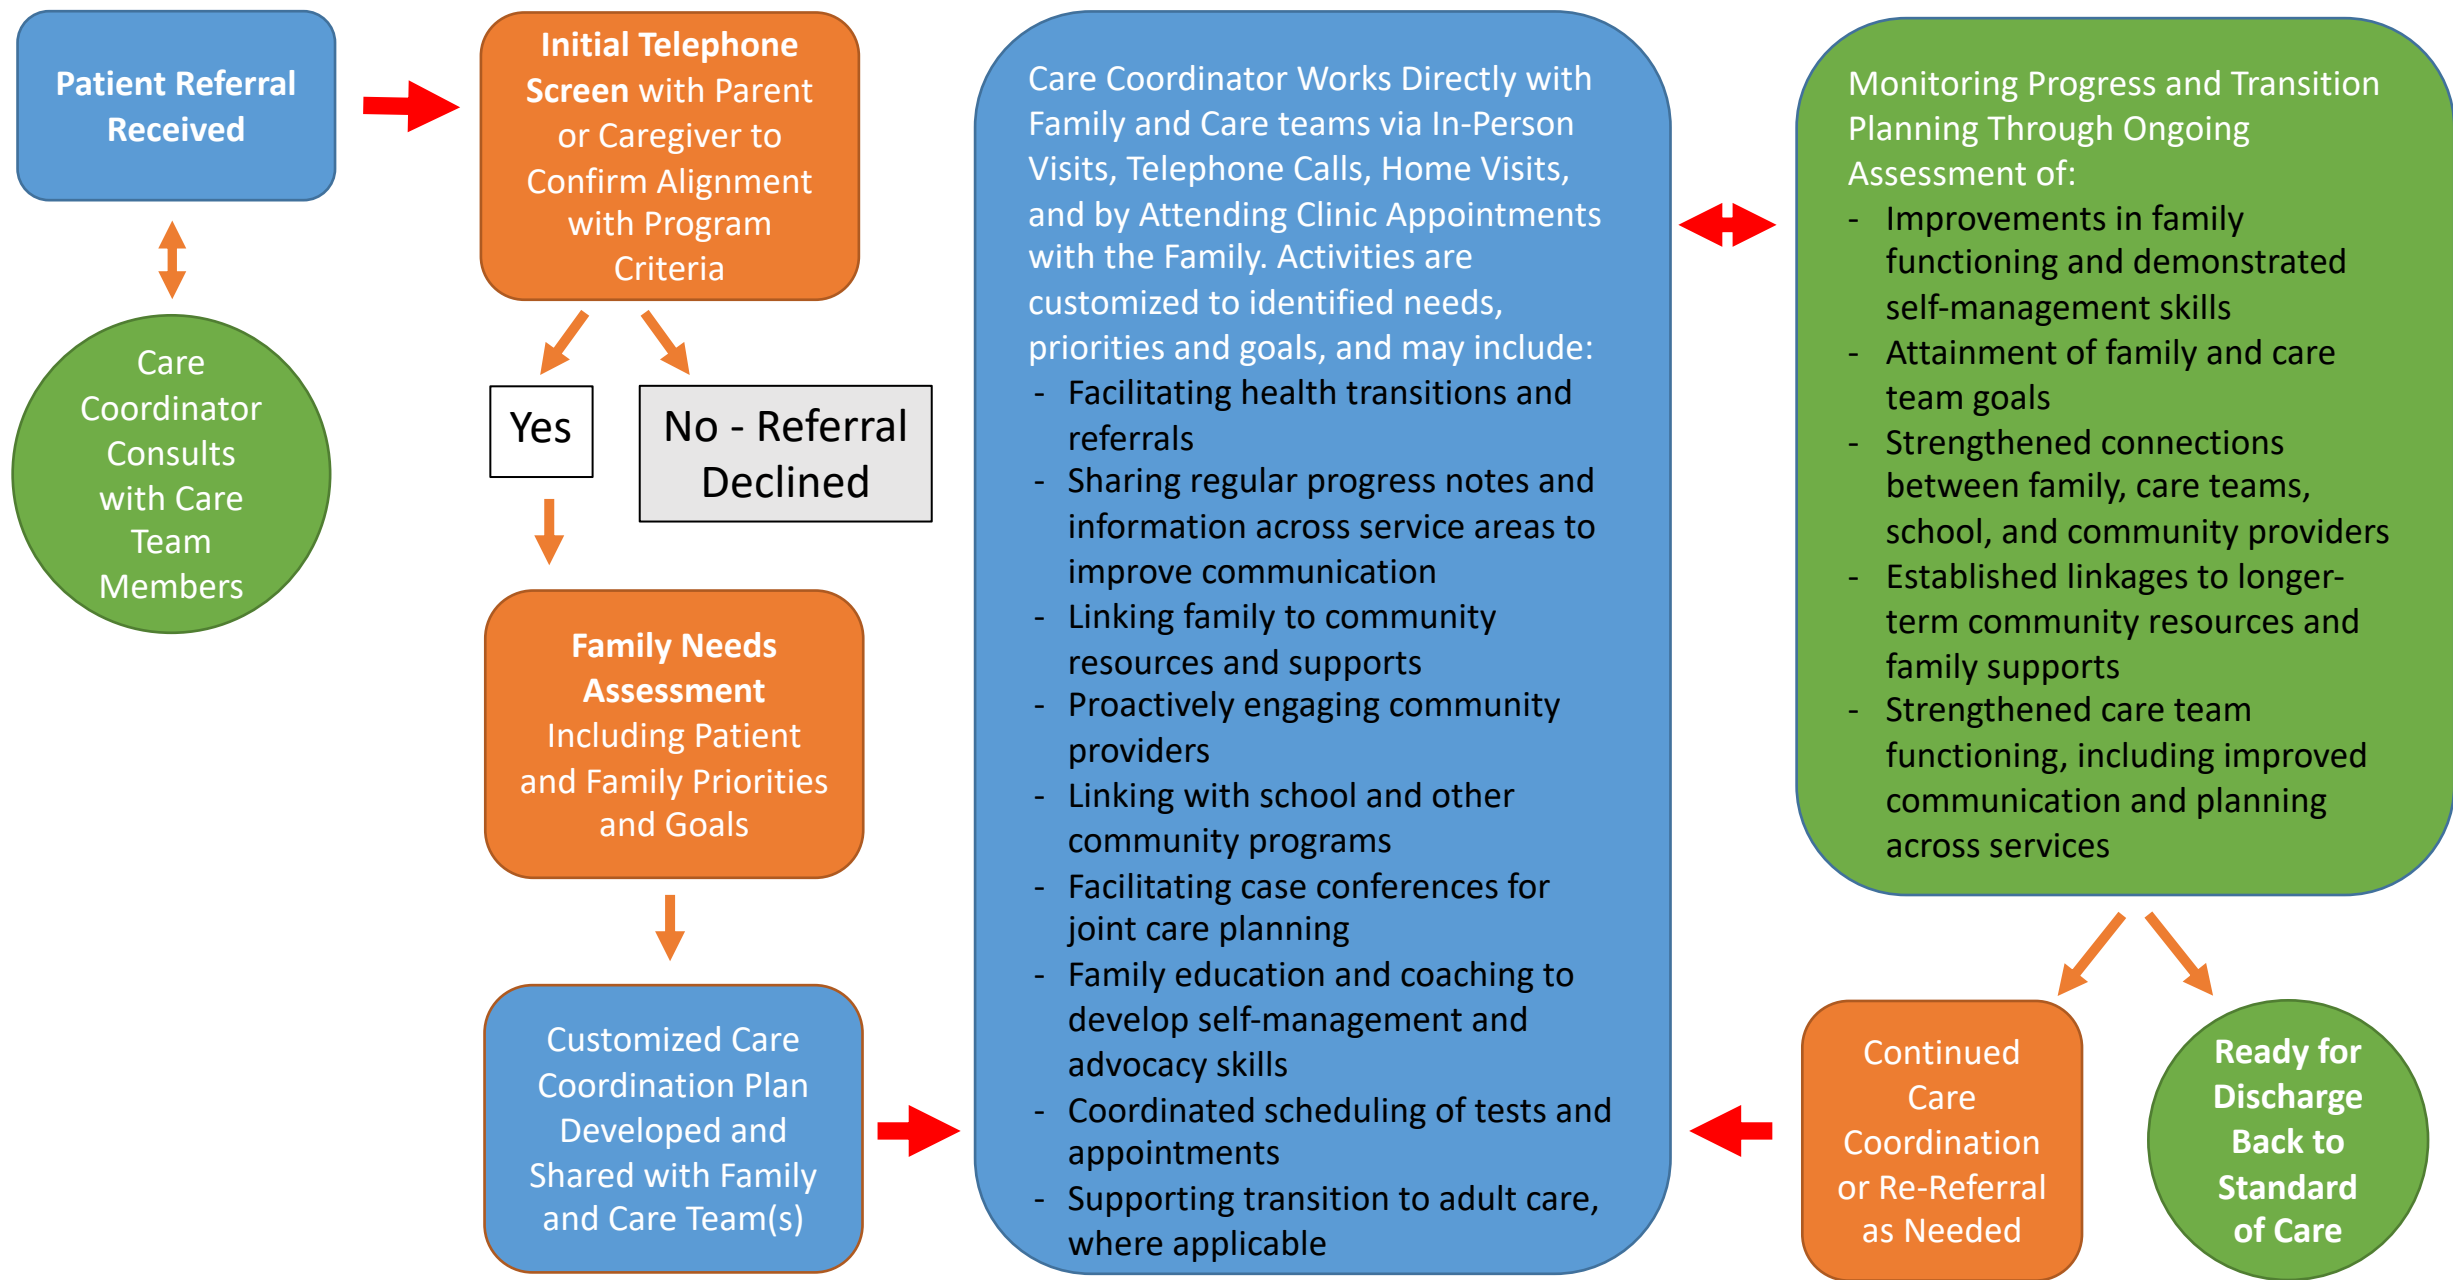 Patient Referral
Received
Care
Coordinator
Consults
with Care
Team
Members
Initial Telephone
Screen with Parent
or Caregiver to
Confirm Alignment
with Program
Criteria
Yes
No - Referral
Declined
Family Needs
Assessment
Including Patient
and Family Priorities
and Goals
Customized Care
Coordination Plan
Developed and
Shared with Family
and Care Team(s)
Care Coordinator Works Directly with
Family and Care teams via In-Person
Visits, Telephone Calls, Home Visits,
and by Attending Clinic Appointments
with the Family. Activities are
customized to identified needs,
priorities and goals, and may include:
- Facilitating health transitions and
referrals
- Sharing regular progress notes and
information across service areas to
improve communication
- Linking family to community
resources and supports
- Proactively engaging community
providers
- Linking with school and other
community programs
- Facilitating case conferences for
joint care planning
- Family education and coaching to
develop self-management and
advocacy skills
- Coordinated scheduling of tests and
appointments
- Supporting transition to adult care,
where applicable
Monitoring Progress and Transition
Planning Through Ongoing
Assessment of:
- Improvements in family
functioning and demonstrated
self-management skills
- Attainment of family and care
team goals
- Strengthened connections
between family, care teams,
school, and community providers
- Established linkages to longer-
term community resources and
family supports
- Strengthened care team
functioning, including improved
communication and planning
across services
Continued
Care
Coordination
or Re-Referral
as Needed
Ready for
Discharge
Back to
Standard
of Care